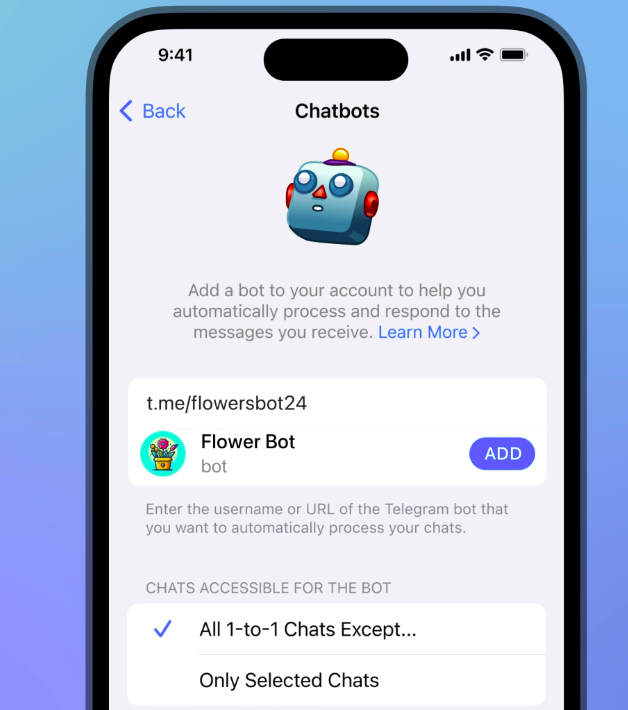 9:41
Back
Chatbots
Add a bot to your account to help you
automatically process and respond to the
messages you receive. Learn More >
t.me/flowersbot24
Flower Bot
bot
ADD
Enter the username or URL of the Telegram bot that
you want to automatically process your chats.
CHATS ACCESSIBLE FOR THE BOT
All 1-to-1 Chats Except...
Only Selected Chats